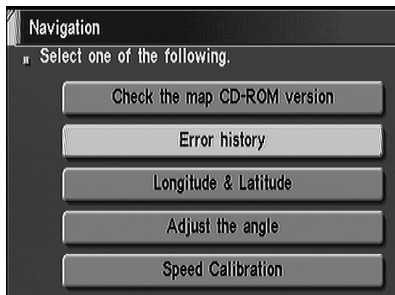 Navigation
Select one of the following.
Check the map CD-ROM version
Error history
Longitude & Latitude
Adjust the angle
Speed Calibration